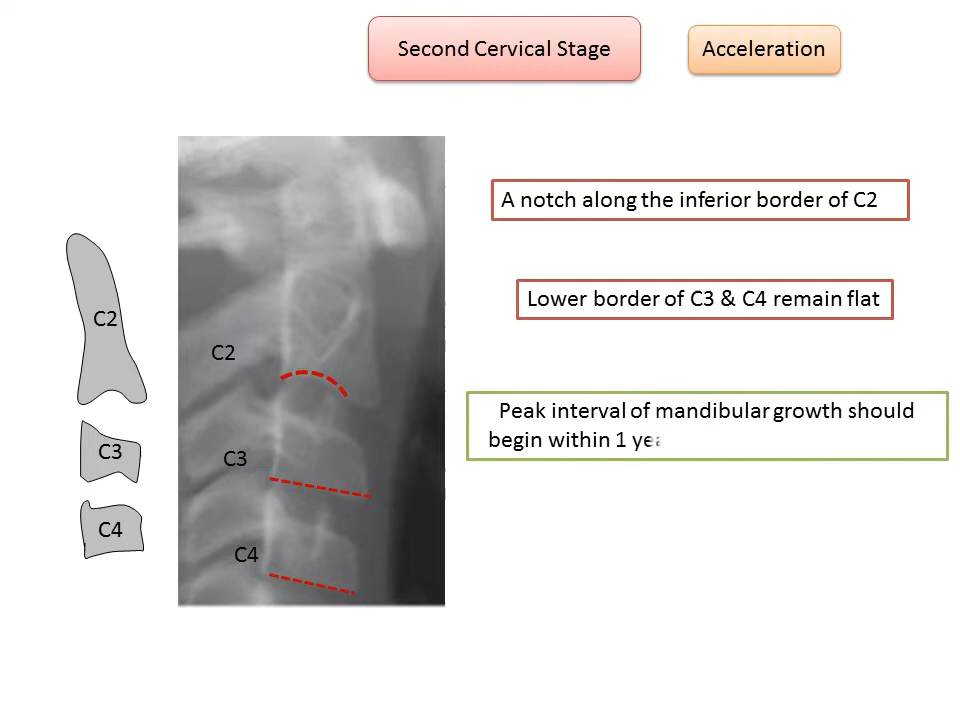 Second Cervical Stage
Acceleration
A notch along the inferior border of C2
Lower border of C3 & C4 remain flat
Peak interval of mandibular growth should
begin within 1
C2
C3
C4
C2
C3
C4